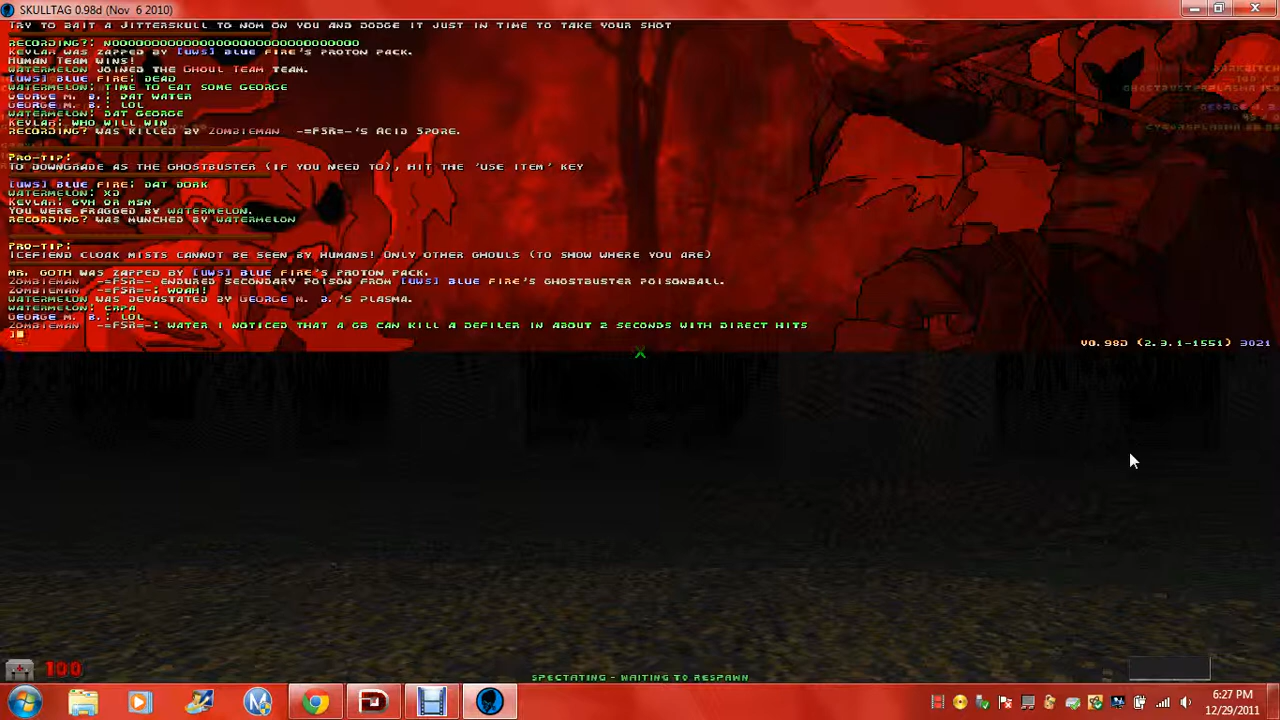 SKULLTAG 0.98d (Nov 6 2010)
TRY TO BAIT A JITTERSKULL TO NOM ON YOU AND DODGE IT JUST IN TIME TO TAKE YOUR SHOT
KEVLAR WAS ZAPPED BY [UWS] BLUE FIRE'S PROTON PACK.
HUMAN TEAM WINS!
WATERMELON JOINED THE GHOUL TEAM TEAM.
[UWS] BLUE FIRE: DEAD
WATERMELON: TIME TO EAT SOME GEORGE
GEORGE M. B.: DAT WATER
GEORGE M. B.: LOL
WATERMELON: DAT GEORGE
KEVLAR: WHO WILL WIN
RECORDING? WAS KILLED BY ZOMBIEMAN -=FSR=-'S ACID SPORE.
PRO-TIP:
TO DOWNGRADE AS THE GHOSTBUSTER (IF YOU NEED TO), HIT THE 'USE ITEM' KEY
[UWS] BLUE FIRE: DAT DORK
WATERMELON: XD
KEVLAR: GVH OR MSN
YOU WERE FRAGGED BY WATERMELON.
RECORDING? WAS MUNCHED BY WATERMELON
PRO-TIP:
ICEFIEND CLOAK MISTS CANNOT BE SEEN BY HUMANS! ONLY OTHER GHOULS (TO SHOW WHERE YOU ARE)
MR. GOTH WAS ZAPPED BY [UWS] BLUE FIRE'S PROTON PACK.
ZOMBIEMAN -=FSR=- ENDURED SECONDARY POISON FROM [UWS] BLUE FIRE'S GHOSTBUSTER POISONBALL.
ZOMBIEMAN -=FSR=-: WOAH!
WATERMELON WAS DEVASTATED BY GEORGE M. B.'S PLASMA.
WATERMELON: CRPA
GEORGE M. B.: LOL
ZOMBIEMAN -=FSR=-: WATER I NOTICED THAT A GB CAN KILL A DEFILER IN ABOUT 2 SECONDS WITH DIRECT HITS
]
V0.98D (2.3.1-1551) 3021
X
100
SPECTATING - WAITING TO RESPAWN
6:27 PM
12/29/2011